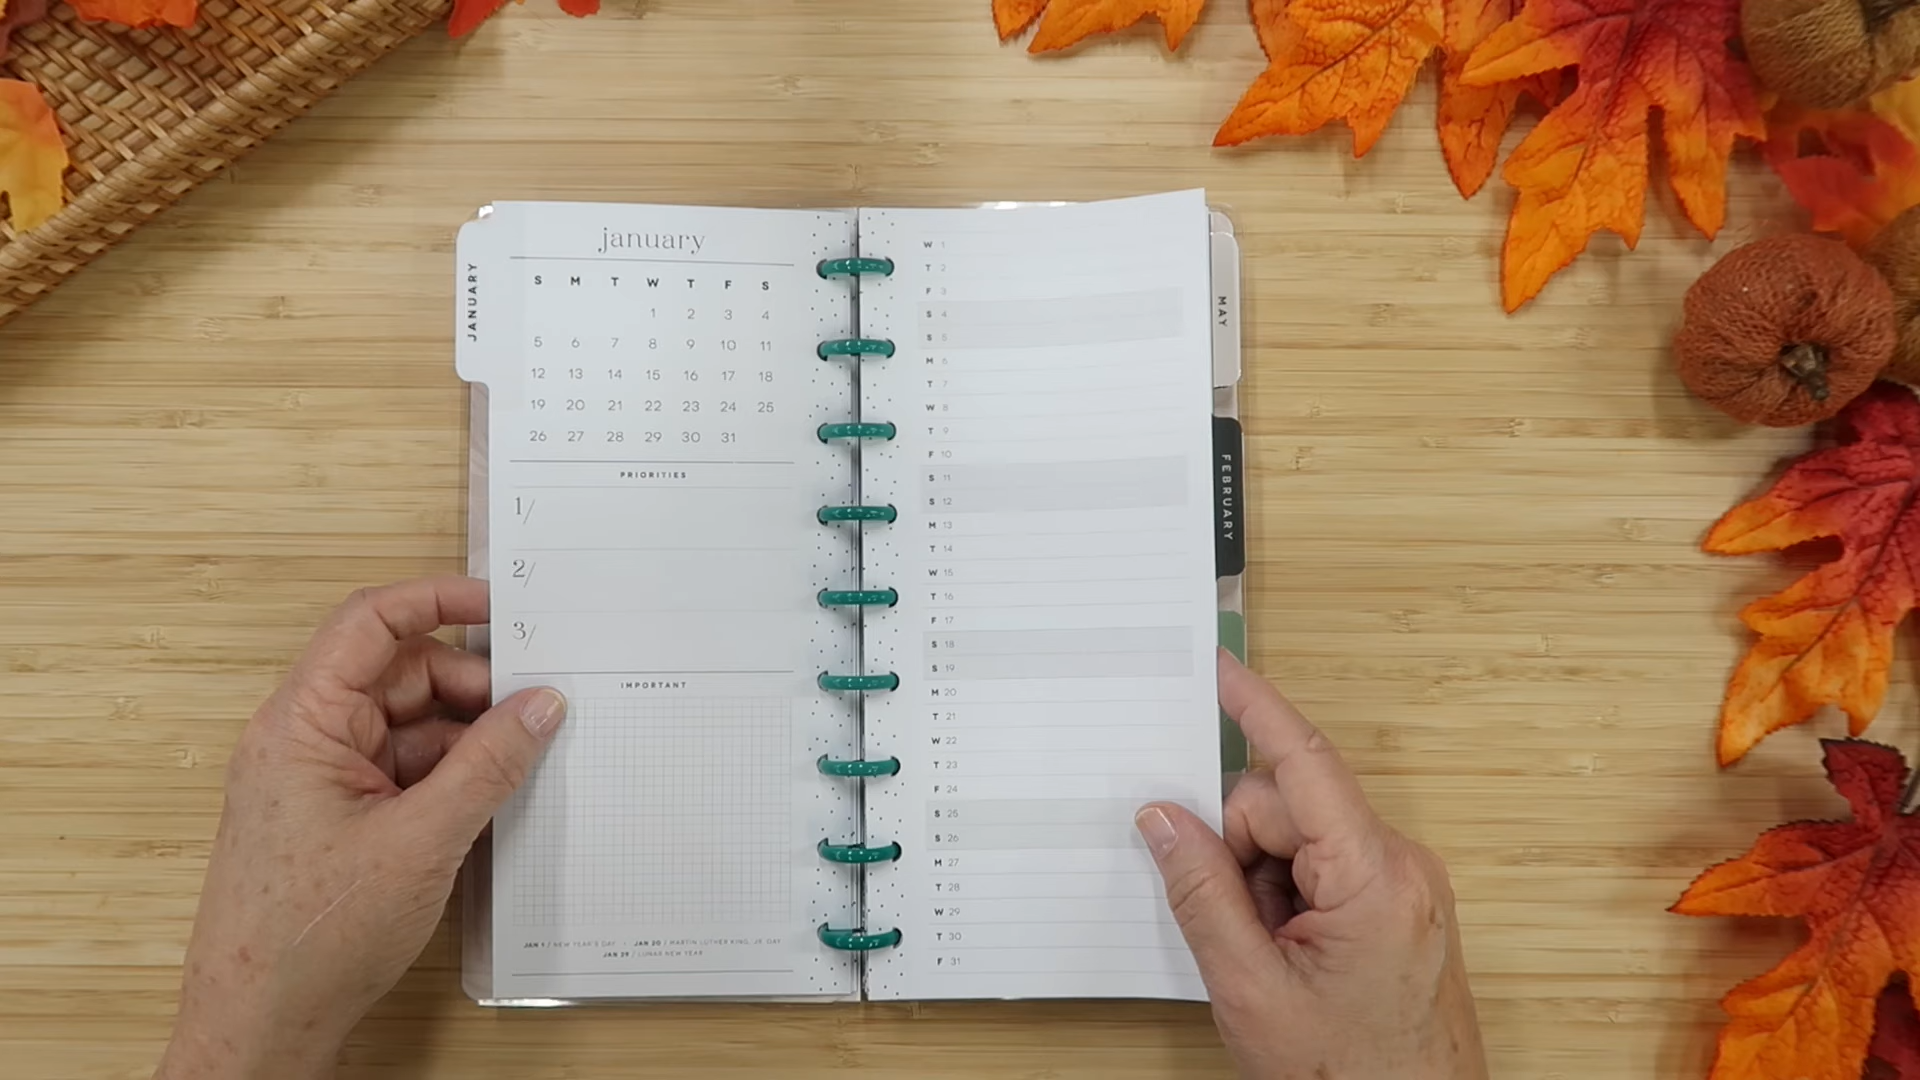 JANUARY
january
S M T W T F S
1 2 3 4
5 6 7 8 9 10 11
12 13 14 15 16 17 18
19 20 21 22 23 24 25
26 27 28 29 30 31
PRIORITIES
1/
2/
3/
IMPORTANT
JAN 1 / NEW YEAR'S DAY • JAN 20 / MARTIN LUTHER KING, JR. DAY
JAN 29 / LUNAR NEW YEAR
W 1
T 2
F 3
S 4
S 5
M 6
T 7
W 8
T 9
F 10
S 11
S 12
M 13
T 14
W 15
T 16
F 17
S 18
S 19
M 20
T 21
W 22
T 23
F 24
S 25
S 26
M 27
T 28
W 29
T 30
F 31
MAY
FEBRUARY